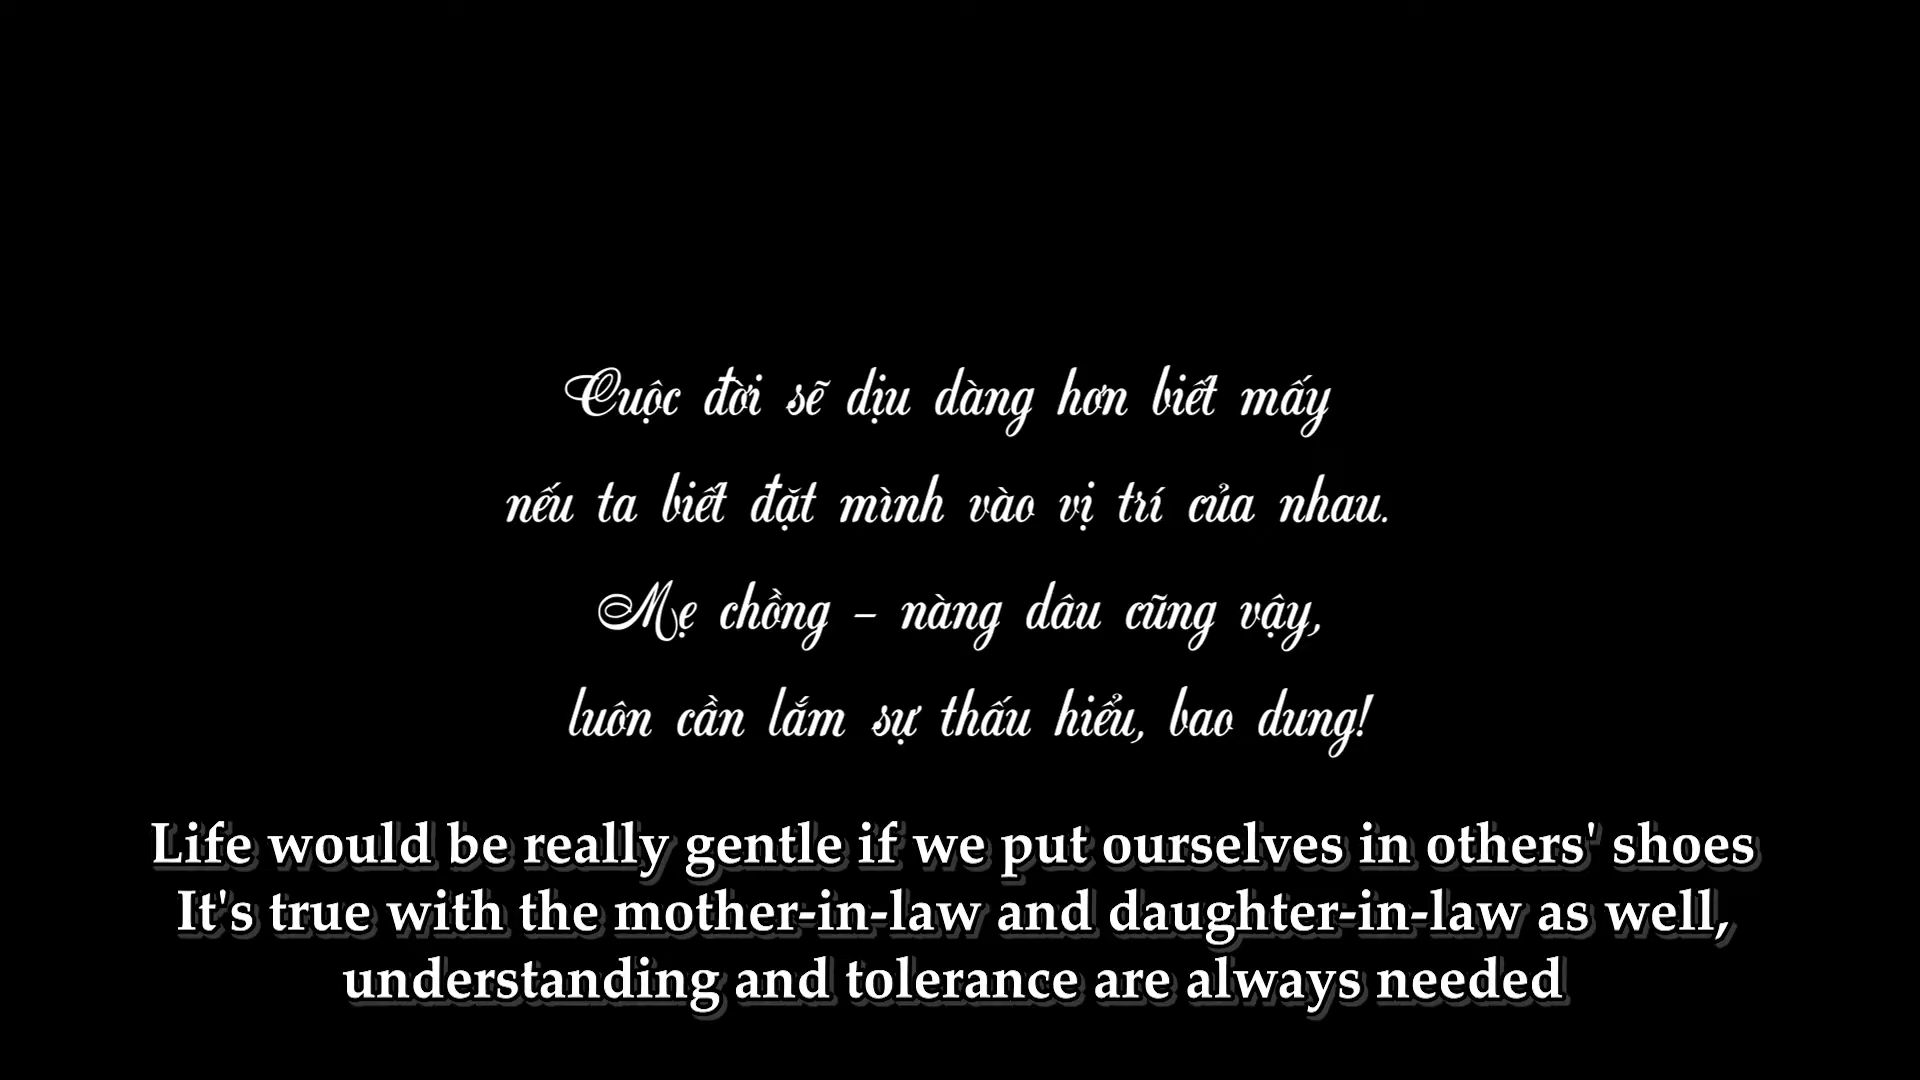 Cuộc đời sẽ dịu dàng hơn biết mấy
nếu ta biết đặt mình vào vị trí của nhau.
Mẹ chồng – nàng dâu cũng vậy,
luôn cần lắm sự thấu hiểu, bao dung!
Life would be really gentle if we put ourselves in others' shoes
It's true with the mother-in-law and daughter-in-law as well,
understanding and tolerance are always needed